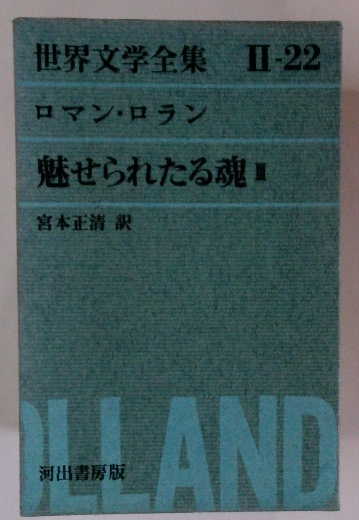 世界文学全集 II-22
ロマン・ロラン
魅せられたる魂 III
宮本正清 訳
OLLAND
河出書房版